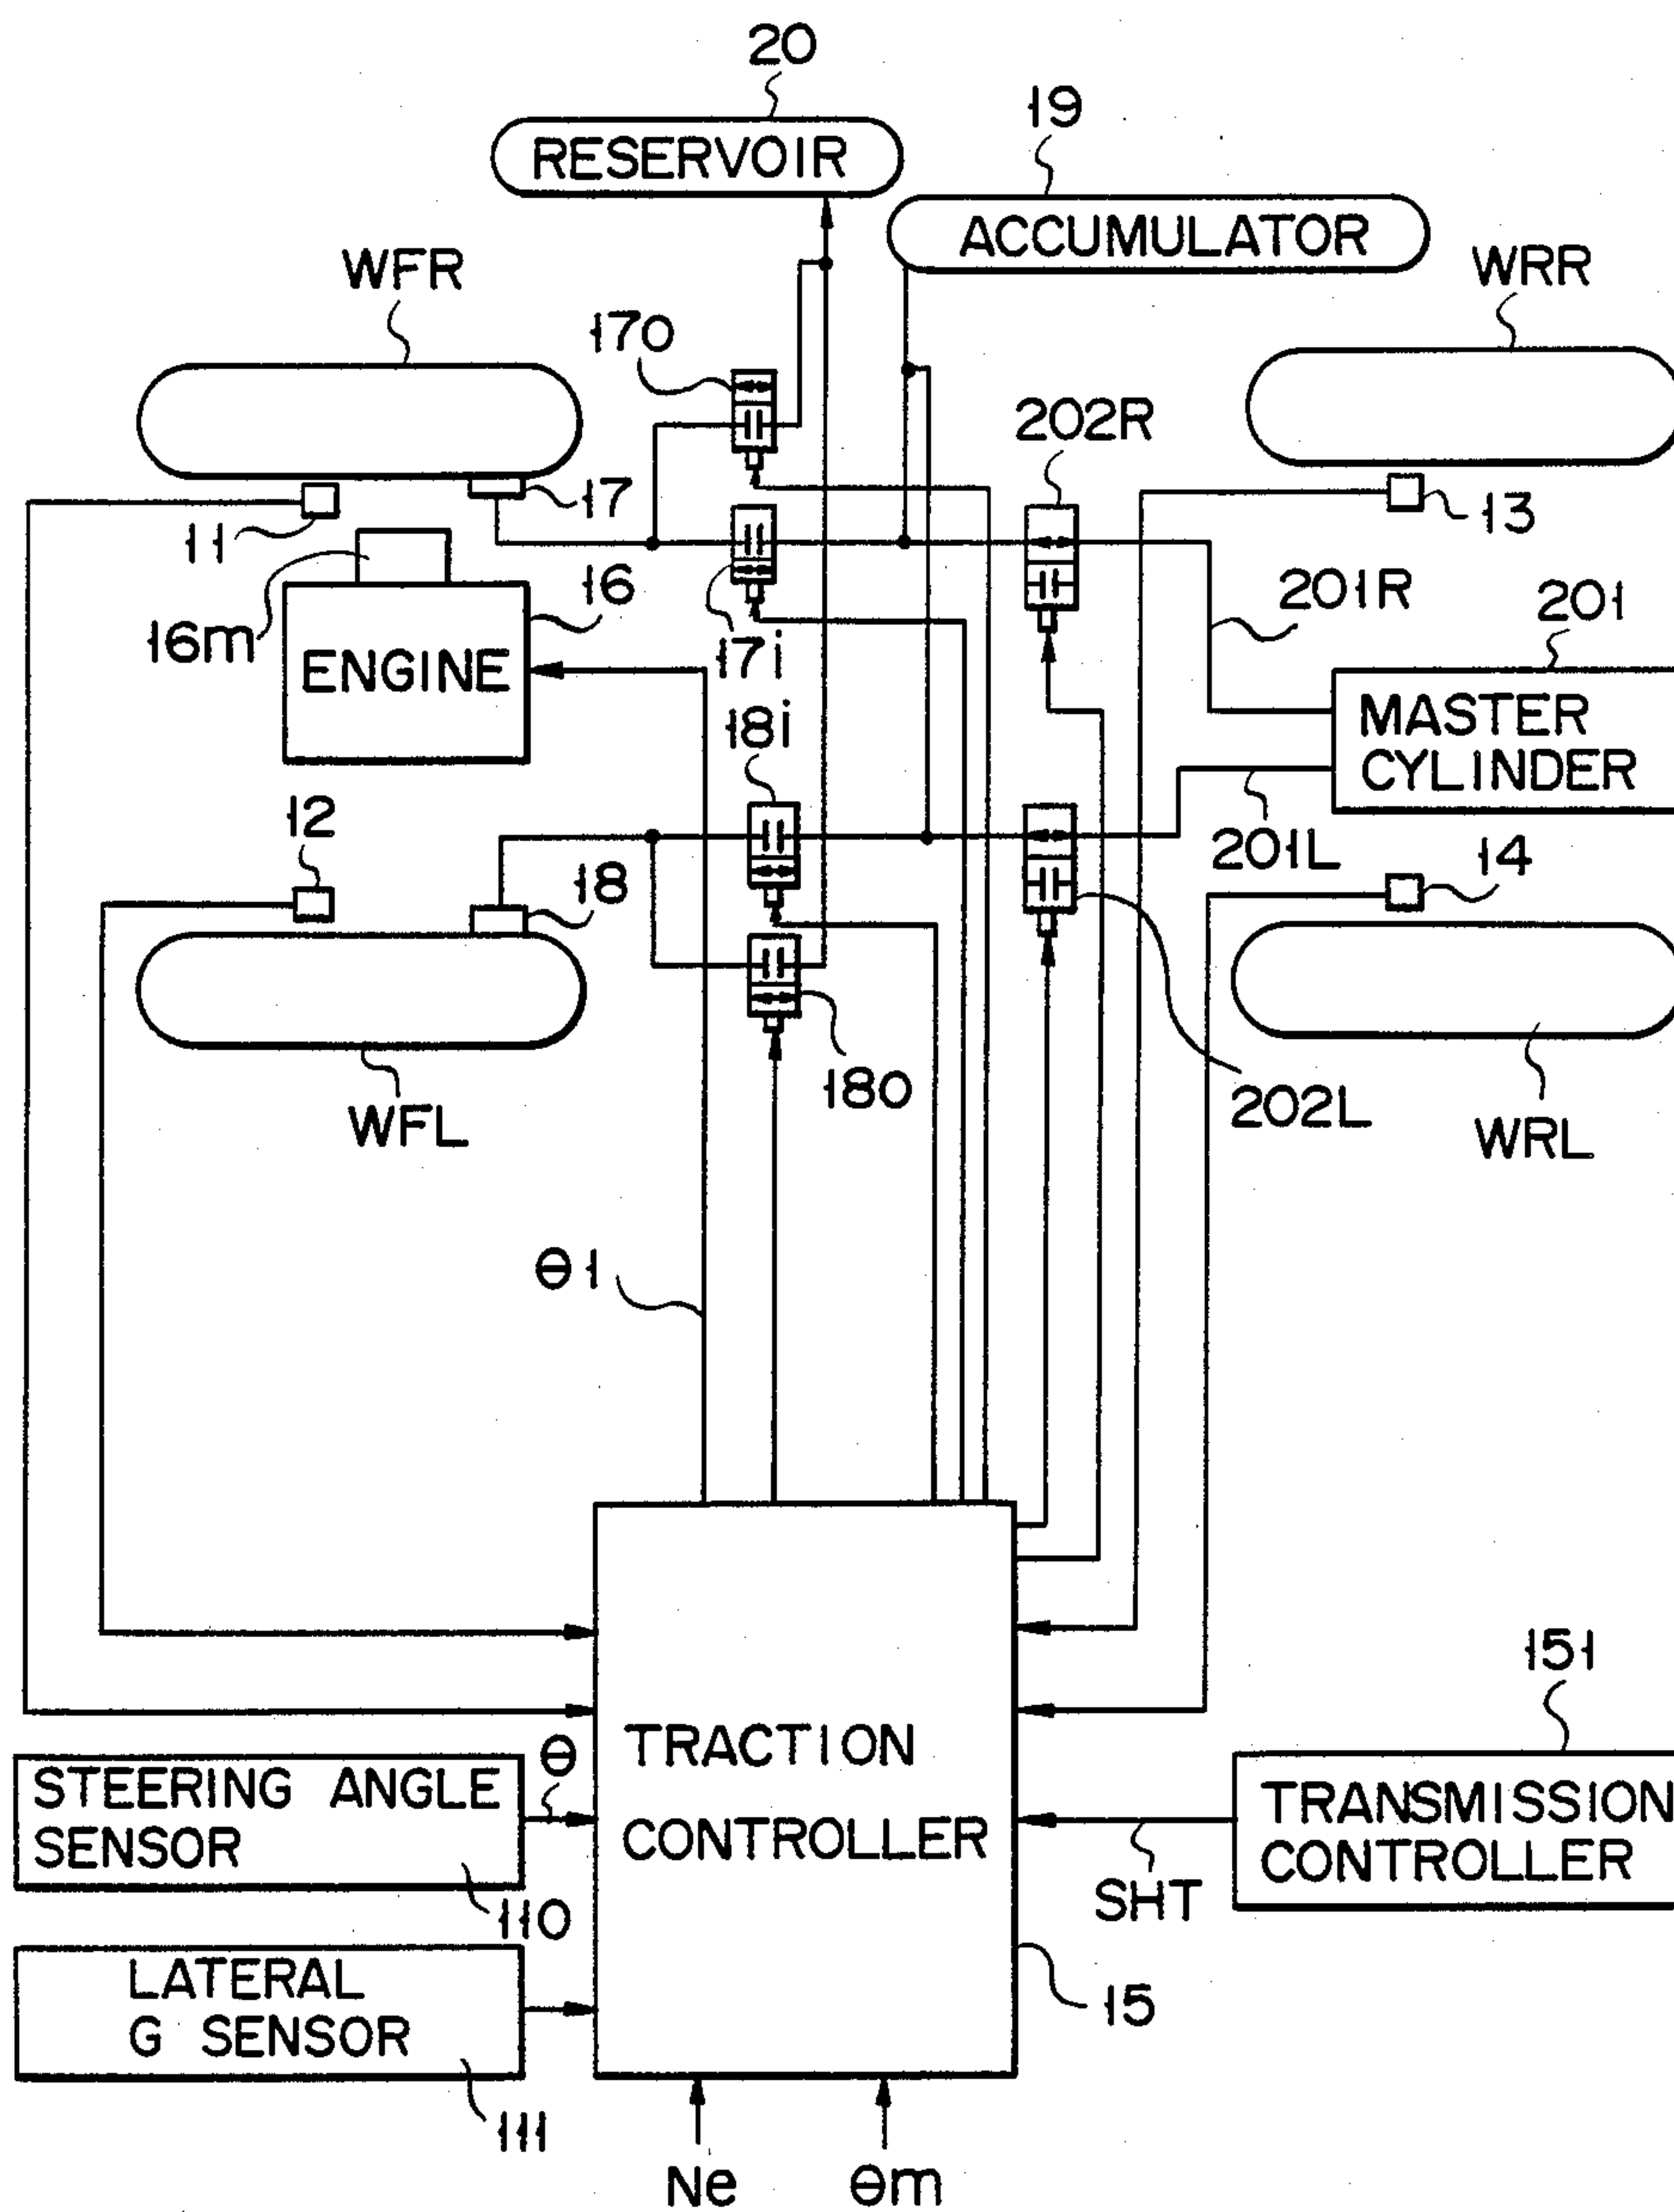 20
RESERVOIR
19
ACCUMULATOR
WFR
WRR
170
202R
17
11
13
16
16m
ENGINE
17i
201R
201
MASTER
CYLINDER
18i
12
18
201L
14
180
202L
WFL
WRL
θ1
151
TRACTION
CONTROLLER
STEERING ANGLE
SENSOR
θ
110
TRANSMISSION
CONTROLLER
SHT
LATERAL
G SENSOR
111
15
Ne
θm